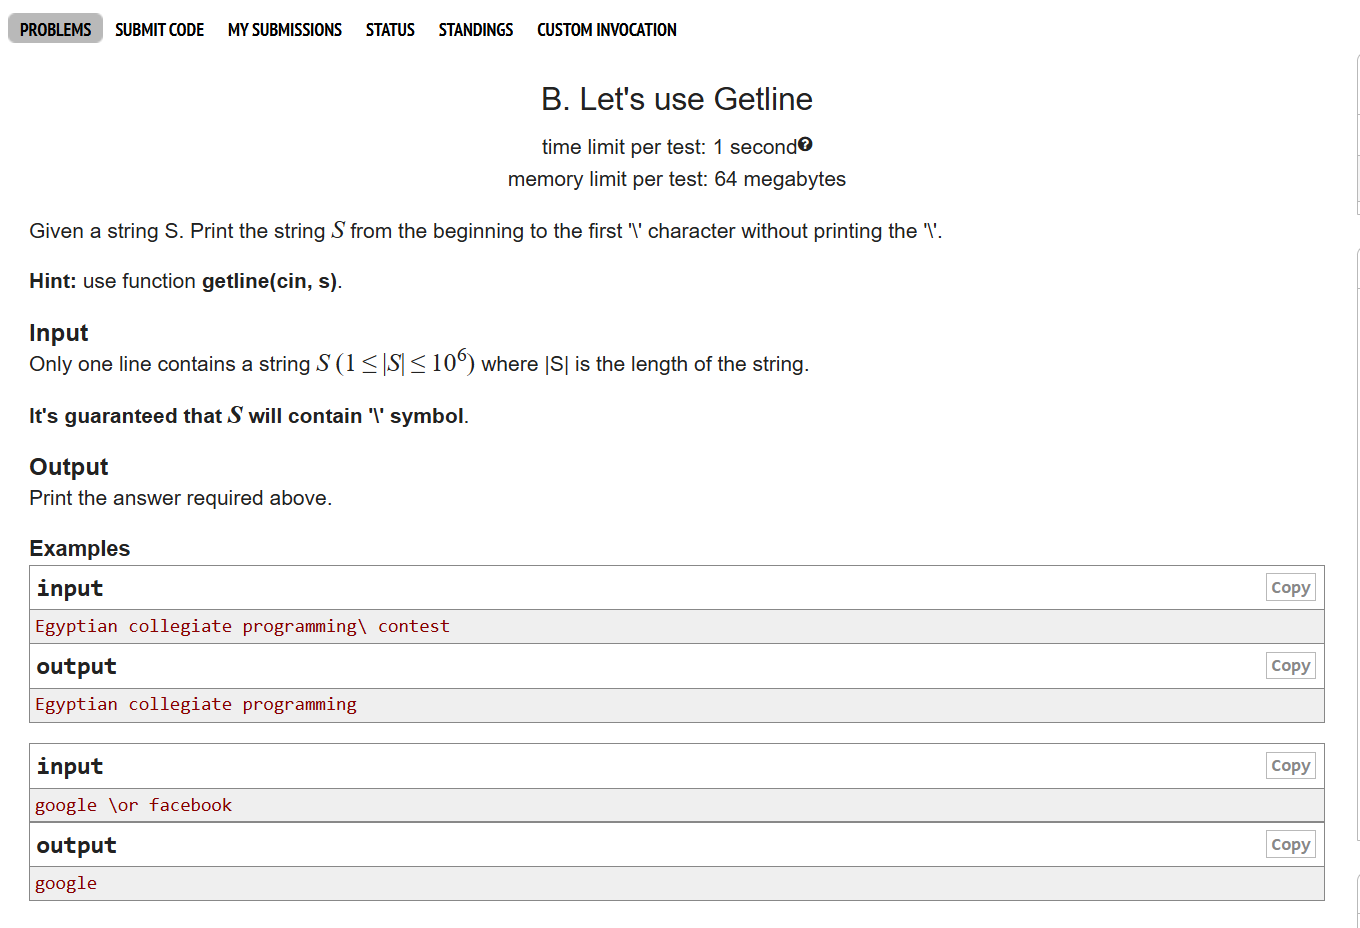 PROBLEMS SUBMIT CODE MY SUBMISSIONS STATUS STANDINGS CUSTOM INVOCATION
B. Let's use Getline
time limit per test: 1 second?
memory limit per test: 64 megabytes
Given a string S. Print the string S from the beginning to the first '\' character without printing the '\'.
Hint: use function getline(cin, s).
Input
Only one line contains a string S (1 ≤ |S| ≤ 10⁶) where |S| is the length of the string.
It's guaranteed that S will contain '\' symbol.
Output
Print the answer required above.
Examples
input Copy
Egyptian collegiate programming\ contest
output Copy
Egyptian collegiate programming
input Copy
google \or facebook
output Copy
google